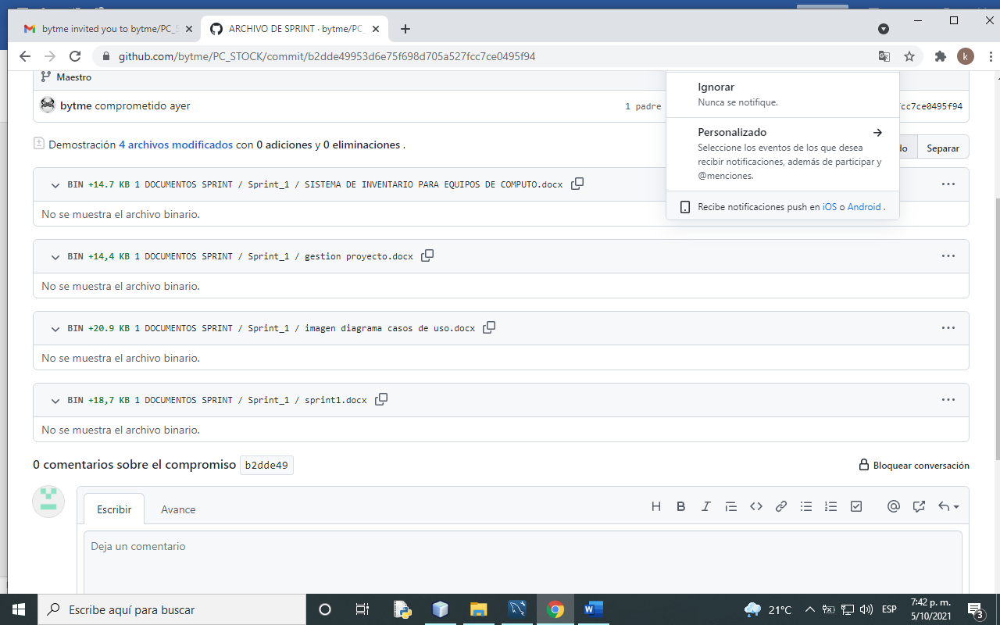 bytme invited you to bytme/PC_S
ARCHIVO DE SPRINT · bytme/PC_
github.com/bytme/PC_STOCK/commit/b2dde49953d6e75f698d705a527fcc7ce0495f94
k
Maestro
bytme comprometido ayer
1 padre
cc7ce0495f94
Ignorar
Nunca se notifique.
Personalizado
Seleccione los eventos de los que desea
recibir notificaciones, además de participar y
@menciones.
Recibe notificaciones push en iOS o Android .
Demostración 4 archivos modificados con 0 adiciones y 0 eliminaciones .
do
Separar
BIN +14.7 KB 1 DOCUMENTOS SPRINT / Sprint_1 / SISTEMA DE INVENTARIO PARA EQUIPOS DE COMPUTO.docx
No se muestra el archivo binario.
BIN +14,4 KB 1 DOCUMENTOS SPRINT / Sprint_1 / gestion proyecto.docx
No se muestra el archivo binario.
BIN +20.9 KB 1 DOCUMENTOS SPRINT / Sprint_1 / imagen diagrama casos de uso.docx
No se muestra el archivo binario.
BIN +18,7 KB 1 DOCUMENTOS SPRINT / Sprint_1 / sprint1.docx
No se muestra el archivo binario.
0 comentarios sobre el compromiso b2dde49
Bloquear conversación
Escribir
Avance
Deja un comentario
Escribe aquí para buscar
21°C
ESP
7:42 p. m.
5/10/2021
3